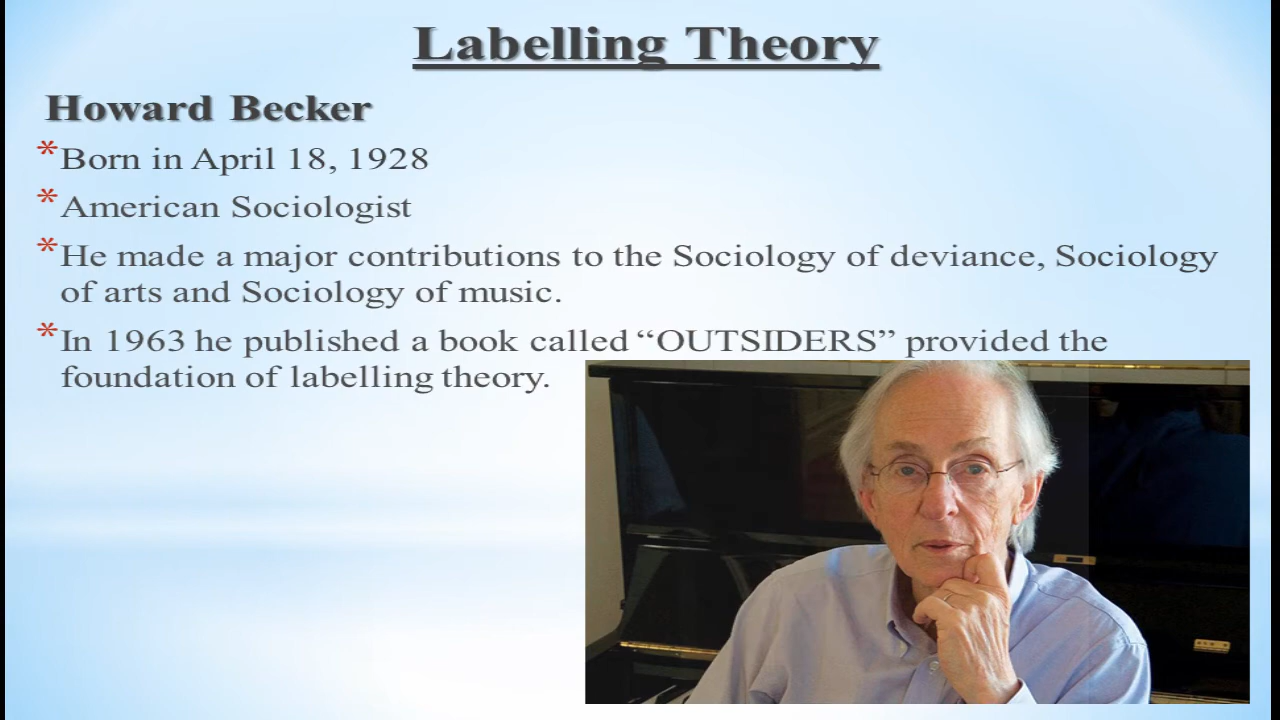 Labelling Theory
Howard Becker
*Born in April 18, 1928
*American Sociologist
*He made a major contributions to the Sociology of deviance, Sociology
of arts and Sociology of music.
*In 1963 he published a book called “OUTSIDERS” provided the
foundation of labelling theory.